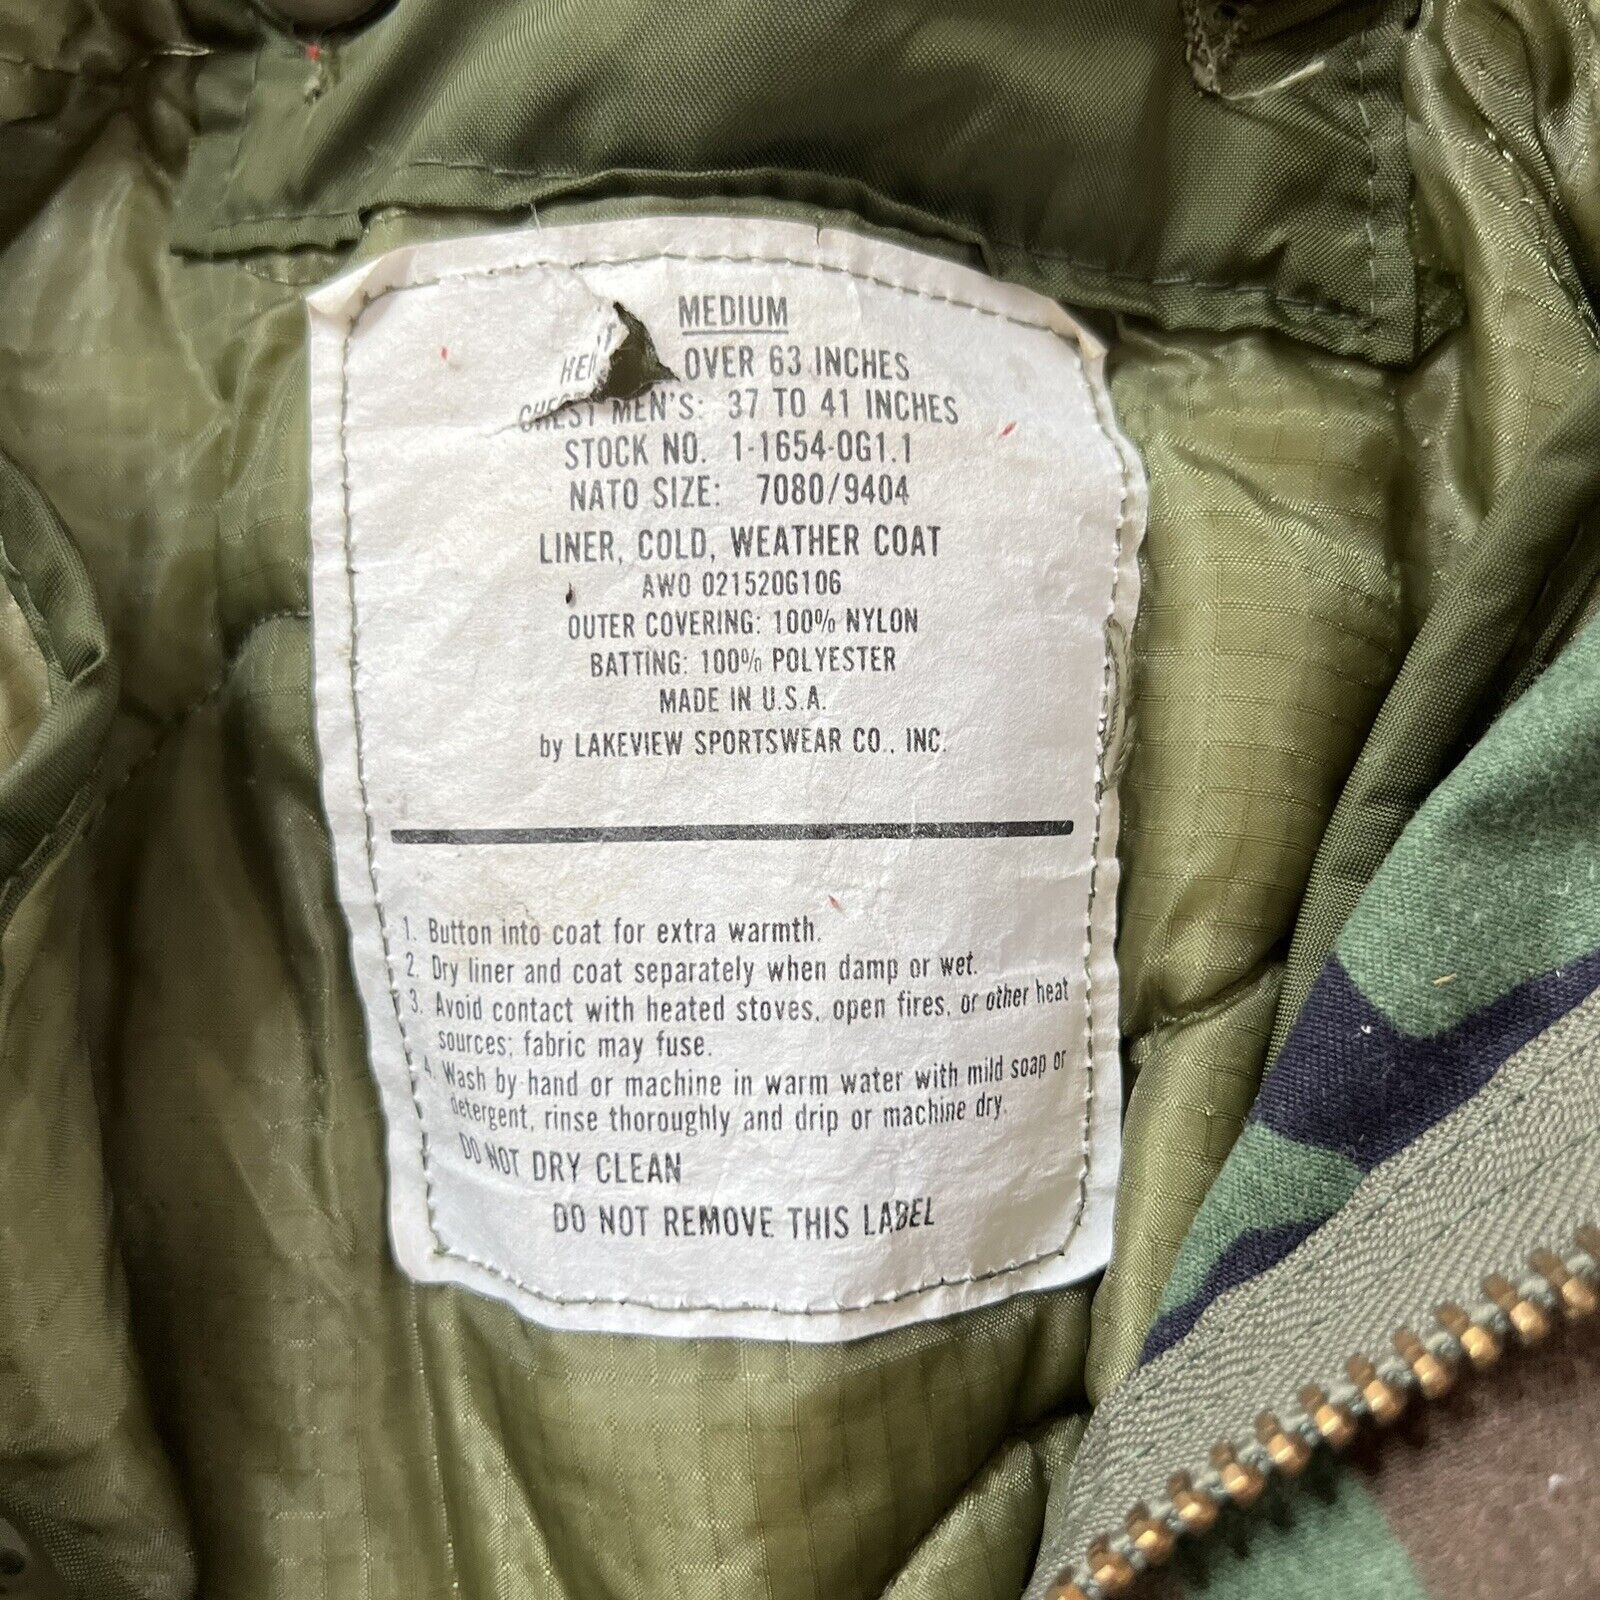 MEDIUM
OVER 63 INCHES
CHEST MEN'S: 37 TO 41 INCHES
STOCK NO. 1-1654-OG1.1
NATO SIZE: 7080/9404
LINER, COLD, WEATHER COAT
AWO 02152OG106
OUTER COVERING: 100% NYLON
BATTING: 100% POLYESTER
MADE IN U.S.A.
by LAKEVIEW SPORTSWEAR CO., INC.
1. Button into coat for extra warmth.
2. Dry liner and coat separately when damp or wet.
3. Avoid contact with heated stoves, open fires, or other heat
sources; fabric may fuse.
4. Wash by hand or machine in warm water with mild soap or
detergent, rinse thoroughly and drip or machine dry.
DO NOT DRY CLEAN
DO NOT REMOVE THIS LABEL